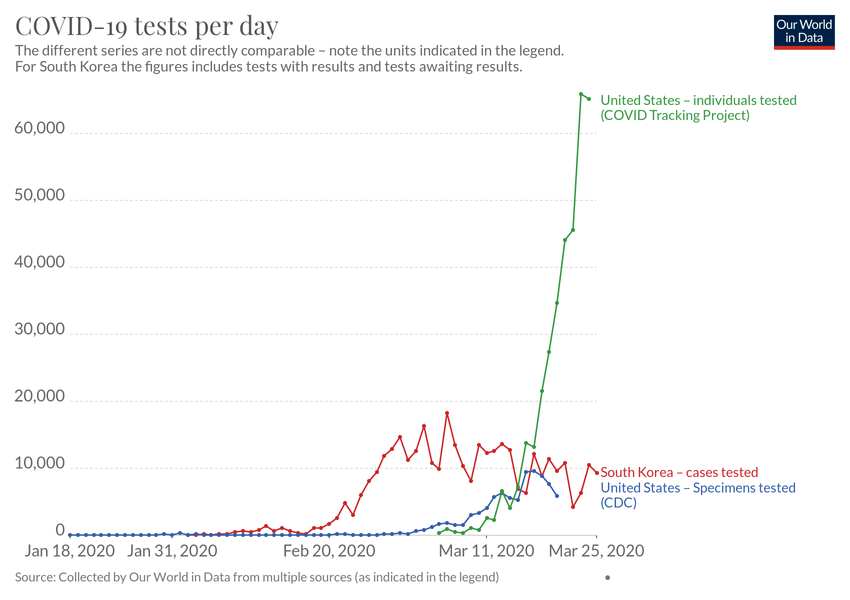 COVID-19 tests per day
Our World
in Data
The different series are not directly comparable – note the units indicated in the legend.
For South Korea the figures includes tests with results and tests awaiting results.
United States – individuals tested
(COVID Tracking Project)
60,000
50,000
40,000
30,000
20,000
10,000
South Korea – cases tested
United States – Specimens tested
(CDC)
0
Jan 18, 2020
Jan 31, 2020
Feb 20, 2020
Mar 11, 2020
Mar 25, 2020
Source: Collected by Our World in Data from multiple sources (as indicated in the legend)